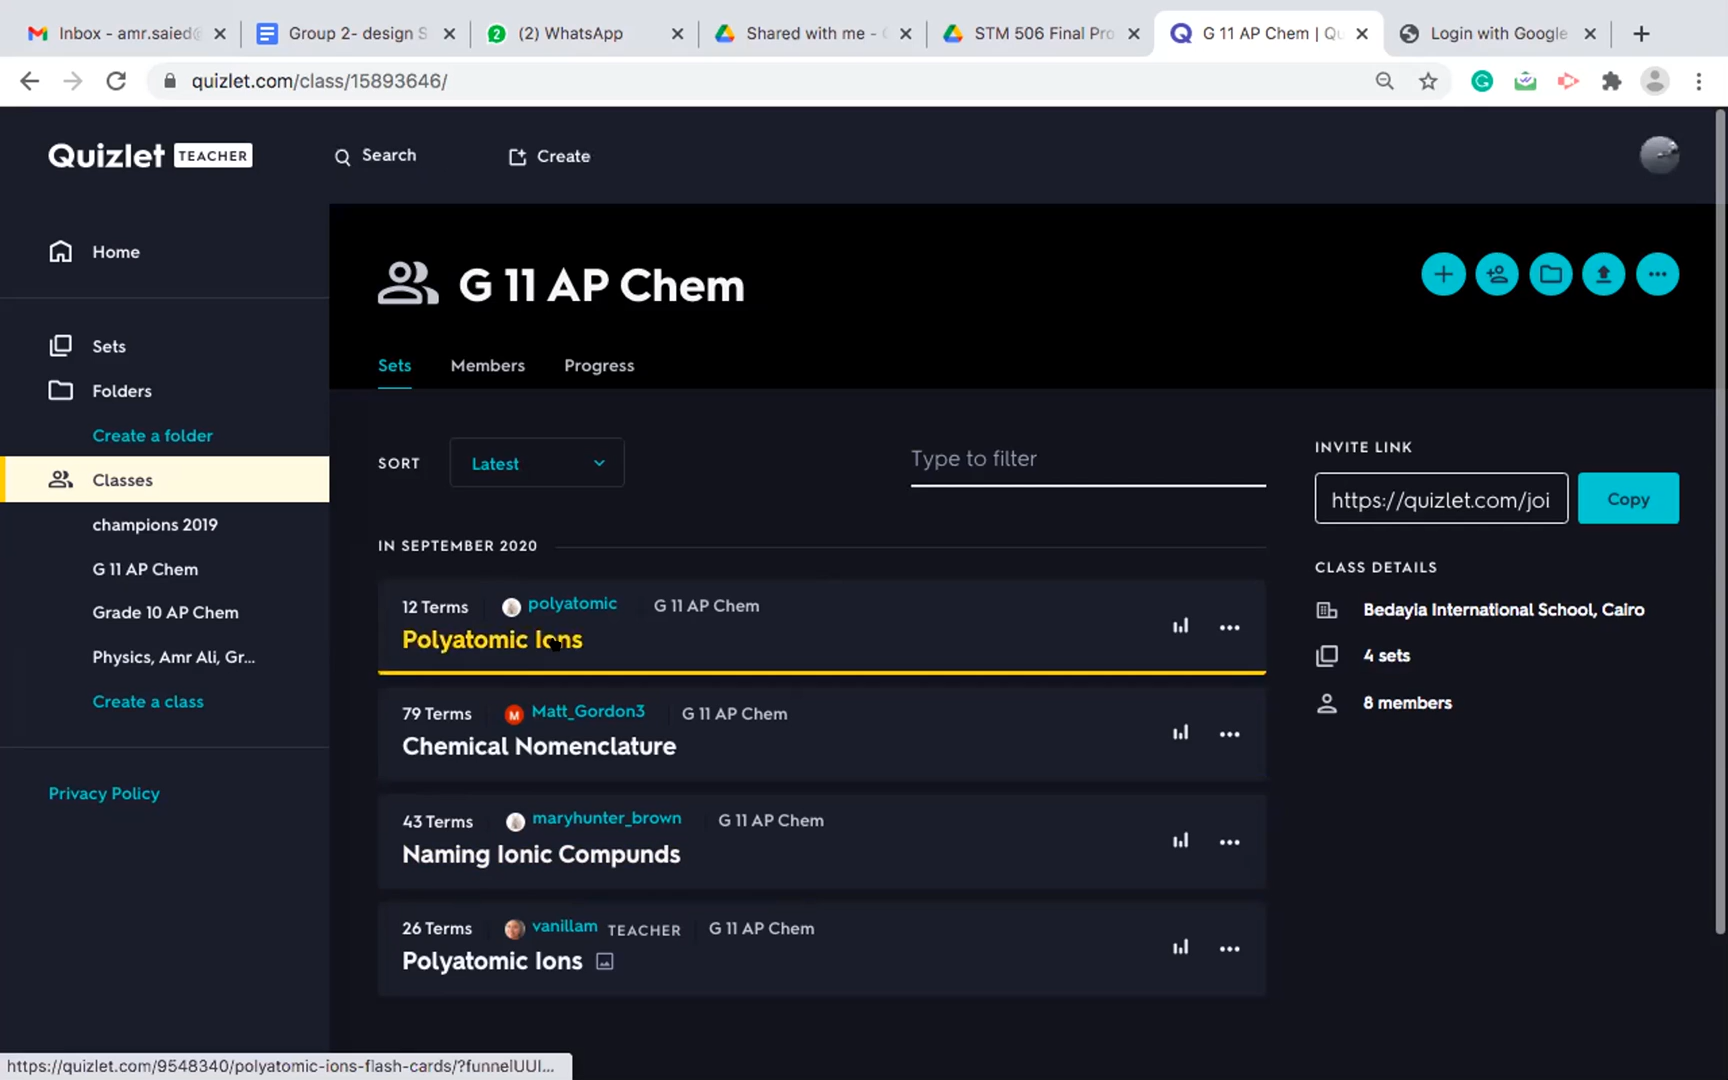 Inbox - amr.saied@
Group 2- design S
(2) WhatsApp
Shared with me - G
STM 506 Final Pro
G 11 AP Chem | Qu
Login with Google
quizlet.com/class/15893646/
Quizlet TEACHER
Search
Create
Home
Sets
Folders
Create a folder
Classes
champions 2019
G 11 AP Chem
Grade 10 AP Chem
Physics, Amr Ali, Gr...
Create a class
Privacy Policy
G 11 AP Chem
Sets Members Progress
SORT Latest
Type to filter
IN SEPTEMBER 2020
12 Terms polyatomic G 11 AP Chem
Polyatomic Ions
79 Terms M Matt_Gordon3 G 11 AP Chem
Chemical Nomenclature
43 Terms maryhunter_brown G 11 AP Chem
Naming Ionic Compunds
26 Terms vanillam TEACHER G 11 AP Chem
Polyatomic Ions
INVITE LINK
https://quizlet.com/joi Copy
CLASS DETAILS
Bedayia International School, Cairo
4 sets
8 members
https://quizlet.com/9548340/polyatomic-ions-flash-cards/?funnelUUI...